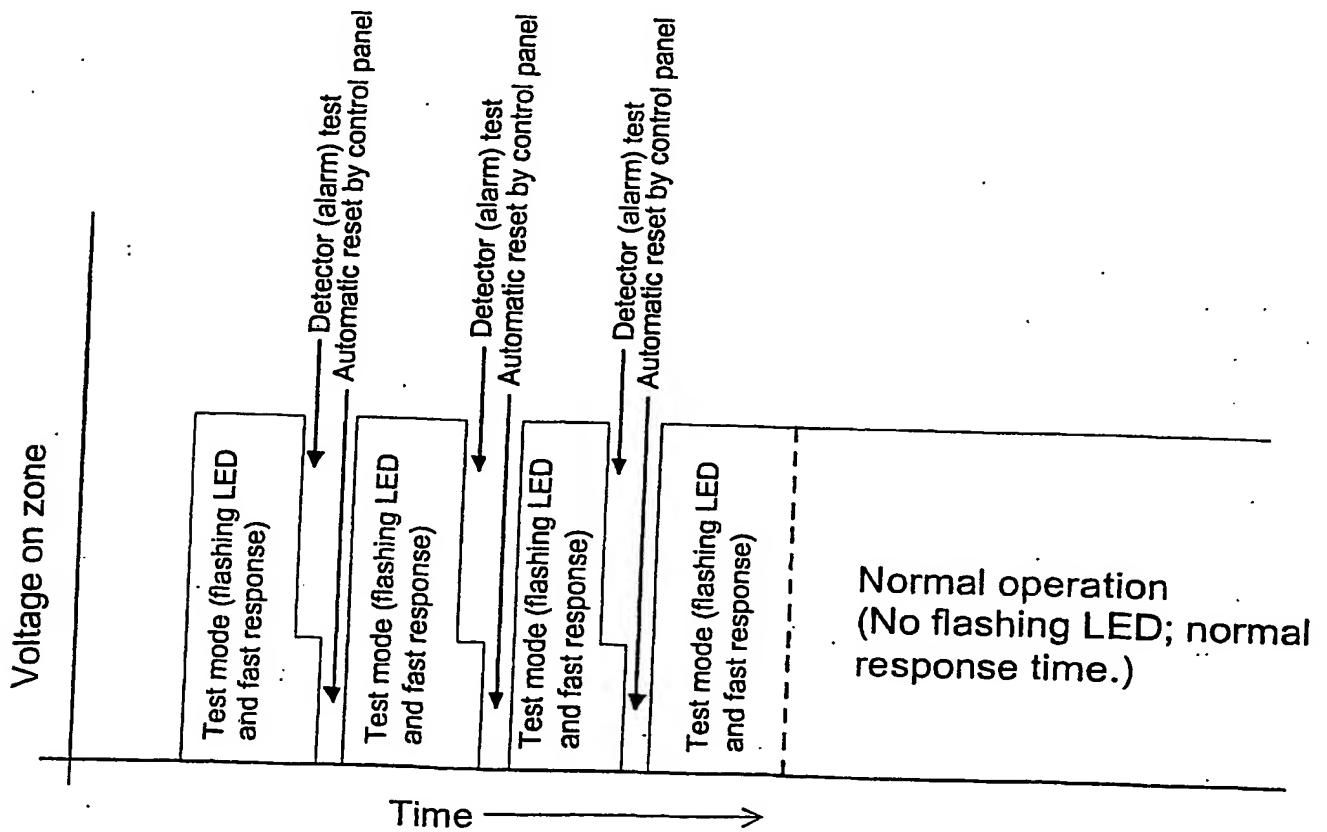 Voltage on zone
Test mode (flashing LED
and fast response)
Detector (alarm) test
Automatic reset by control panel
Test mode (flashing LED
and fast response)
Detector (alarm) test
Automatic reset by control panel
Test mode (flashing LED
and fast response)
Detector (alarm) test
Automatic reset by control panel
Test mode (flashing LED
and fast response)
Normal operation
(No flashing LED; normal
response time.)
Time